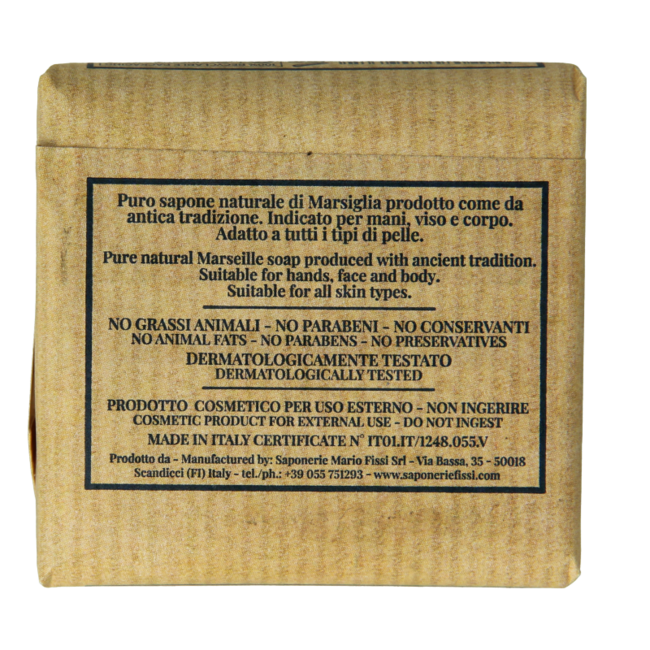 Puro sapone naturale di Marsiglia prodotto come da
antica tradizione. Indicato per mani, viso e corpo.
Adatto a tutti i tipi di pelle.
Pure natural Marseille soap produced with ancient tradition.
Suitable for hands, face and body.
Suitable for all skin types.
NO GRASSI ANIMALI - NO PARABENI - NO CONSERVANTI
NO ANIMAL FATS - NO PARABENS - NO PRESERVATIVES
DERMATOLOGICAMENTE TESTATO
DERMATOLOGICALLY TESTED
PRODOTTO COSMETICO PER USO ESTERNO - NON INGERIRE
COSMETIC PRODUCT FOR EXTERNAL USE - DO NOT INGEST
MADE IN ITALY CERTIFICATE N° IT01.IT/1248.055.V
Prodotto da - Manufactured by: Saponerie Mario Fissi Srl - Via Bassa, 35 - 50018
Scandicci (FI) Italy - tel./ph.: +39 055 751293 - www.saponeriefissi.com